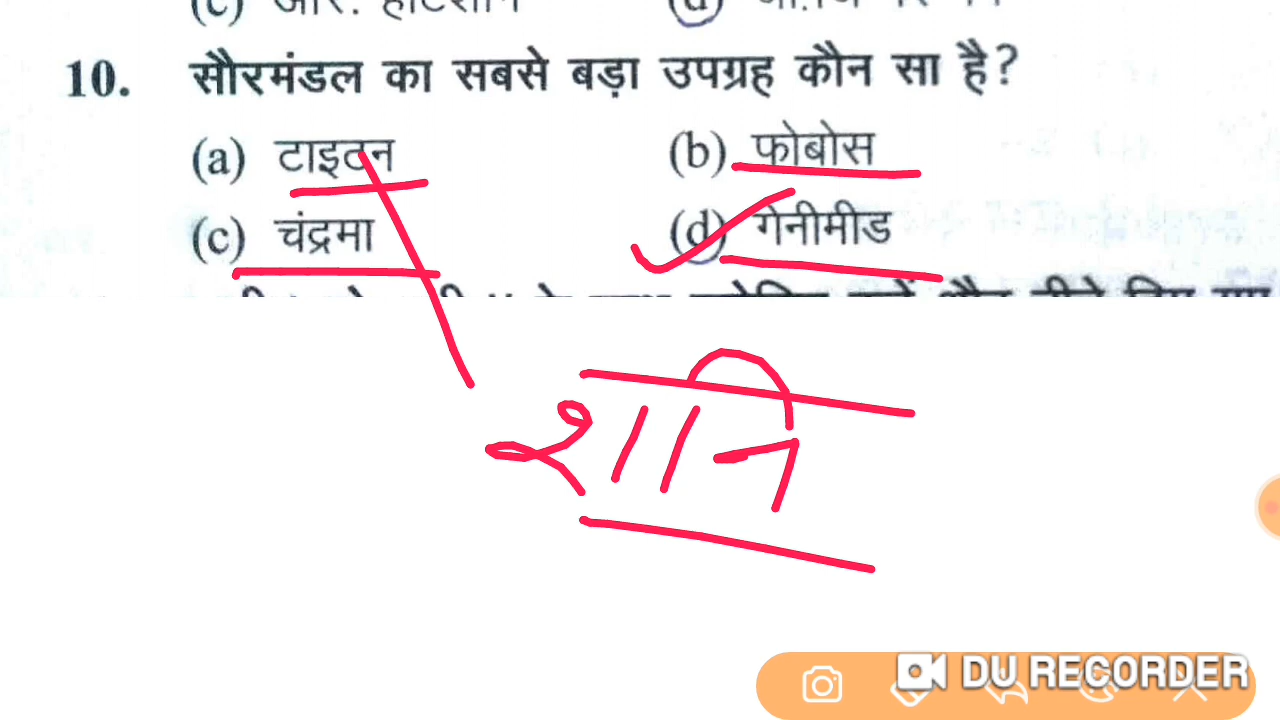 10. सौरमंडल का सबसे बड़ा उपग्रह कौन सा है?
(a) टाइटन (b) फोबोस
(c) चंद्रमा (d) गेनीमीड
शनि
DU RECORDER